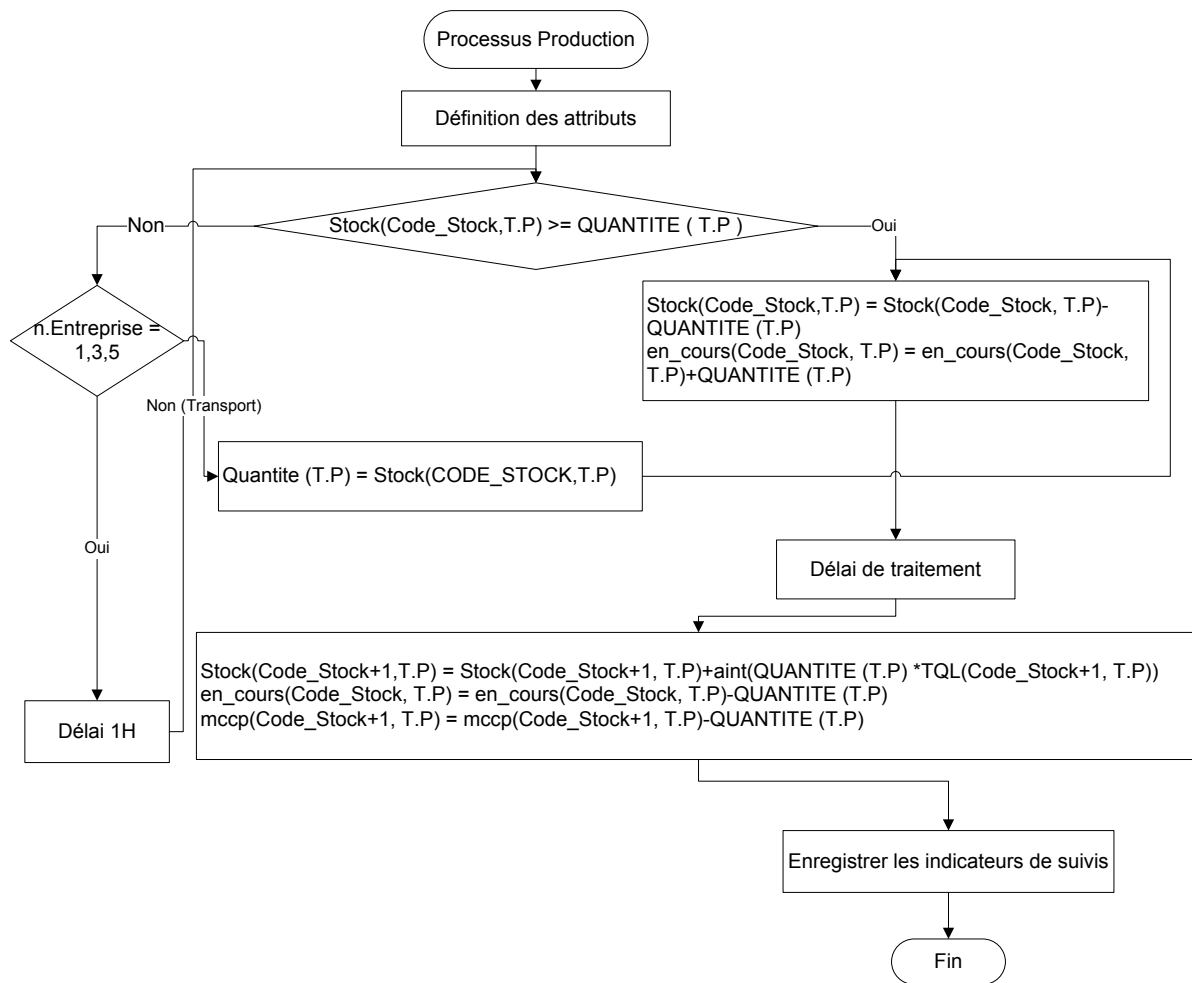 Processus Production
Définition des attributs
Stock(Code_Stock,T.P) >= QUANTITE ( T.P )
Non
Oui
n.Entreprise =
1,3,5
Stock(Code_Stock,T.P) = Stock(Code_Stock, T.P)-
QUANTITE (T.P)
en_cours(Code_Stock, T.P) = en_cours(Code_Stock,
T.P)+QUANTITE (T.P)
Non (Transport)
Quantite (T.P) = Stock(CODE_STOCK,T.P)
Oui
Délai de traitement
Stock(Code_Stock+1,T.P) = Stock(Code_Stock+1, T.P)+aint(QUANTITE (T.P) *TQL(Code_Stock+1, T.P))
en_cours(Code_Stock, T.P) = en_cours(Code_Stock, T.P)-QUANTITE (T.P)
mccp(Code_Stock+1, T.P) = mccp(Code_Stock+1, T.P)-QUANTITE (T.P)
Délai 1H
Enregistrer les indicateurs de suivis
Fin